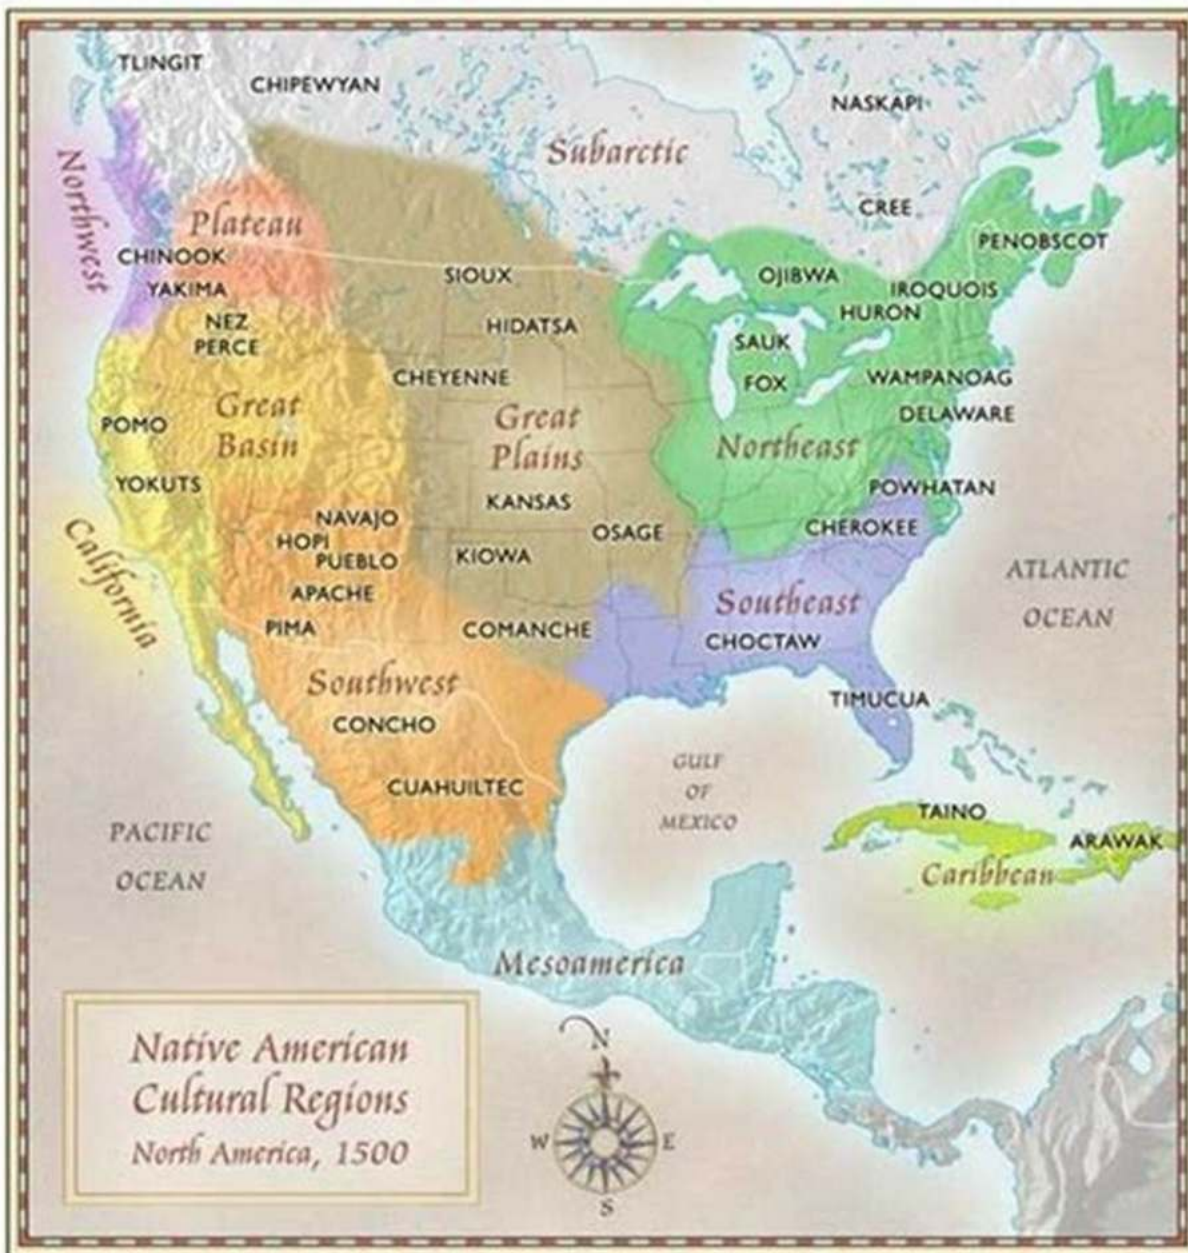 TLINGIT
CHIPEWYAN
NASKAPI
Subarctic
Northwest
Plateau
CREE
CHINOOK
PENOBSCOT
YAKIMA
SIOUX
OJIBWA
IROQUOIS
HURON
NEZ
PERCE
HIDATSA
SAUK
FOX
CHEYENNE
WAMPANOAG
DELAWARE
POMO
Great
Basin
Great
Plains
Northeast
YOKUTS
KANSAS
POWHATAN
NAVAJO
HOPI
PUEBLO
OSAGE
CHEROKEE
KIOWA
California
APACHE
ATLANTIC
OCEAN
Southeast
PIMA
COMANCHE
CHOCTAW
Southwest
CONCHO
TIMUCUA
CUAHUILTEC
GULF
OF
MEXICO
TAINO
ARAWAK
Caribbean
PACIFIC
OCEAN
Mesoamerica
Native American
Cultural Regions
North America, 1500
N
W
E
S